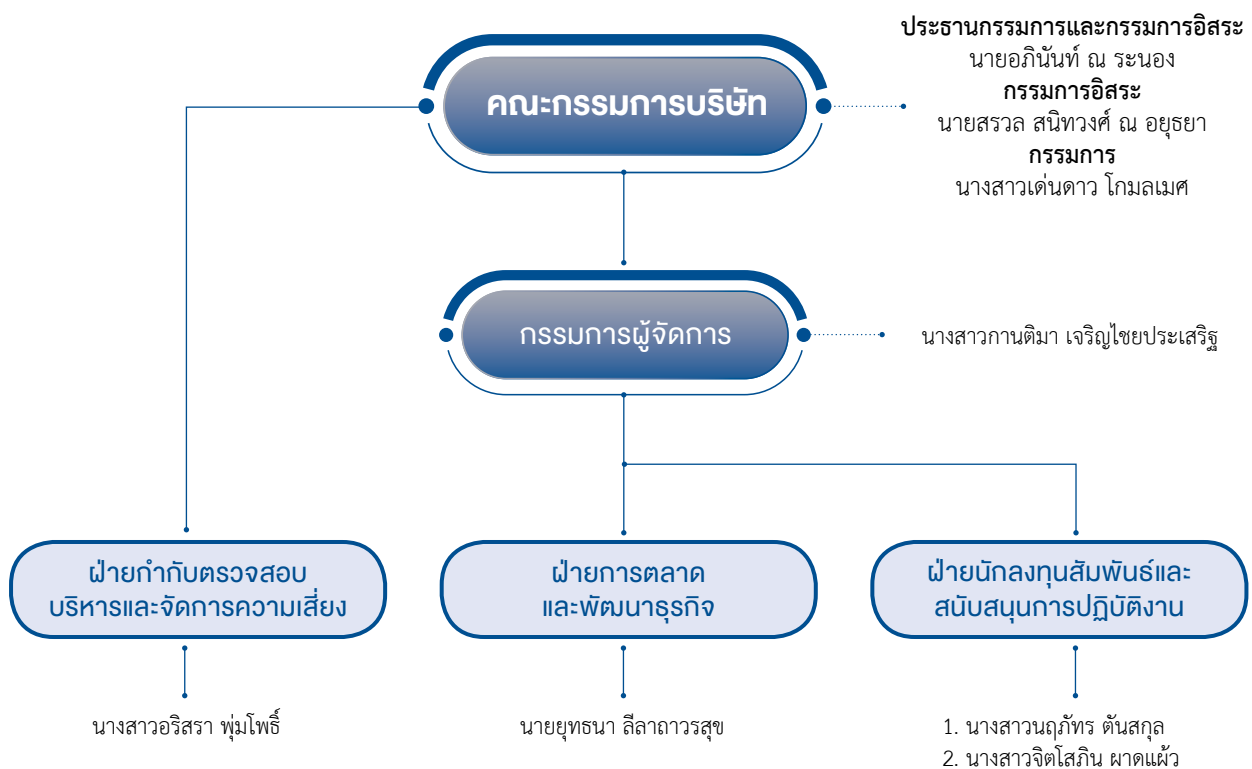 คณะกรรมการบริษัท
ประธานกรรมการและกรรมการอิสระ
นายอภินันท์ ณ ระนอง
กรรมการอิสระ
นายสรวล สนิทวงศ์ ณ อยุธยา
กรรมการ
นางสาวเด่นดาว โกมลเมศ
กรรมการผู้จัดการ
นางสาวกานติมา เจริญไชยประเสริฐ
ฝ่ายกำกับตรวจสอบ
บริหารและจัดการความเสี่ยง
นางสาวอริสรา พุ่มโพธิ์
ฝ่ายการตลาด
และพัฒนาธุรกิจ
นายยุทธนา ลีลาถาวรสุข
ฝ่ายนักลงทุนสัมพันธ์และ
สนับสนุนการปฏิบัติงาน
1. นางสาวนฤภัทร ตันสกุล
2. นางสาวจิตโสภิน ผาดแผ้ว